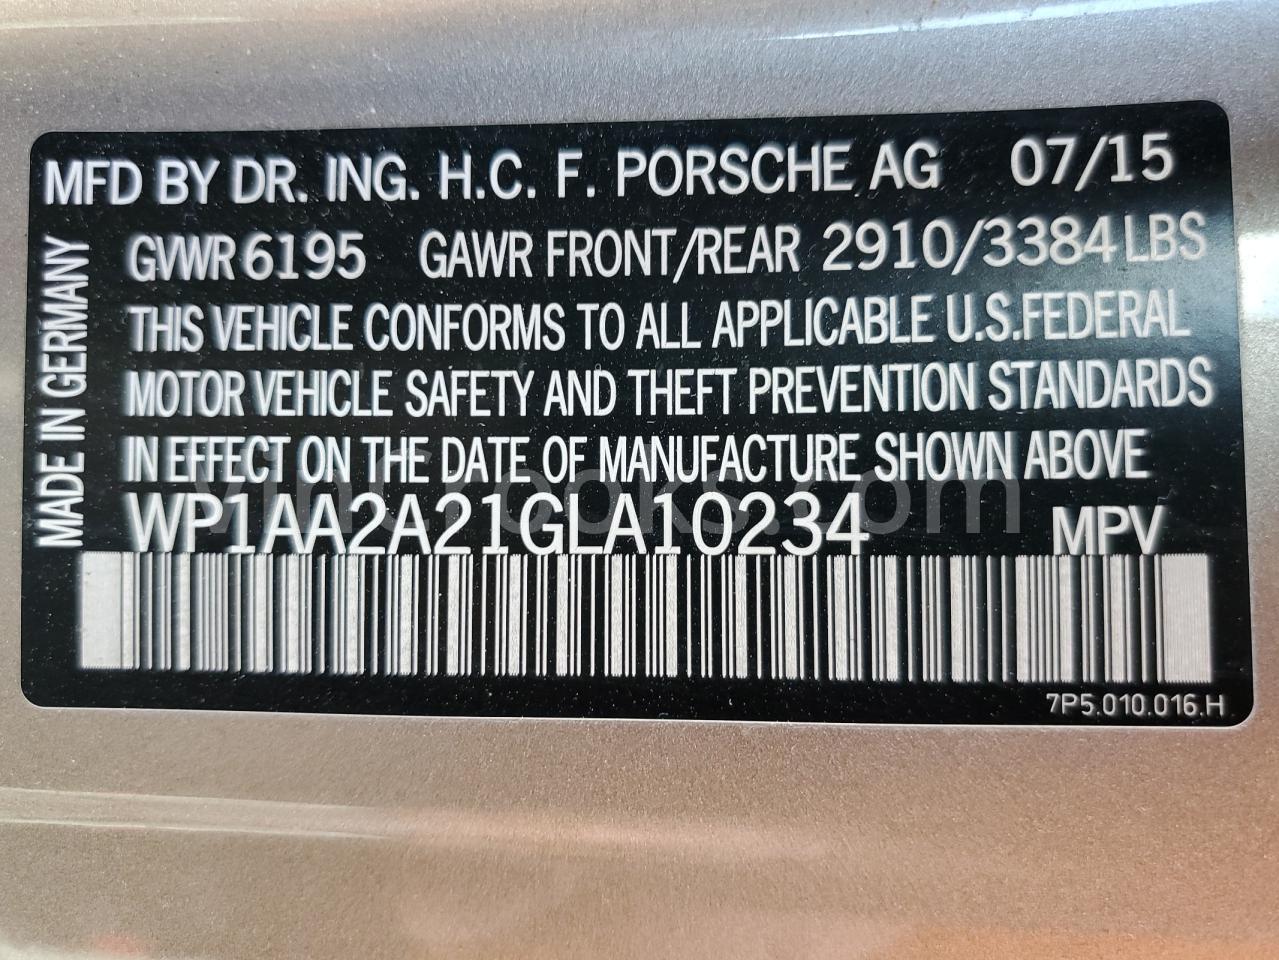 MFD BY DR. ING. H.C. F. PORSCHE AG 07/15
GVWR 6195 GAWR FRONT/REAR 2910/3384 LBS
THIS VEHICLE CONFORMS TO ALL APPLICABLE U.S.FEDERAL
MOTOR VEHICLE SAFETY AND THEFT PREVENTION STANDARDS
IN EFFECT ON THE DATE OF MANUFACTURE SHOWN ABOVE
WP1AA2A21GLA10234 MPV
7P5.010.016.H
MADE IN GERMANY
VinCrooks.com